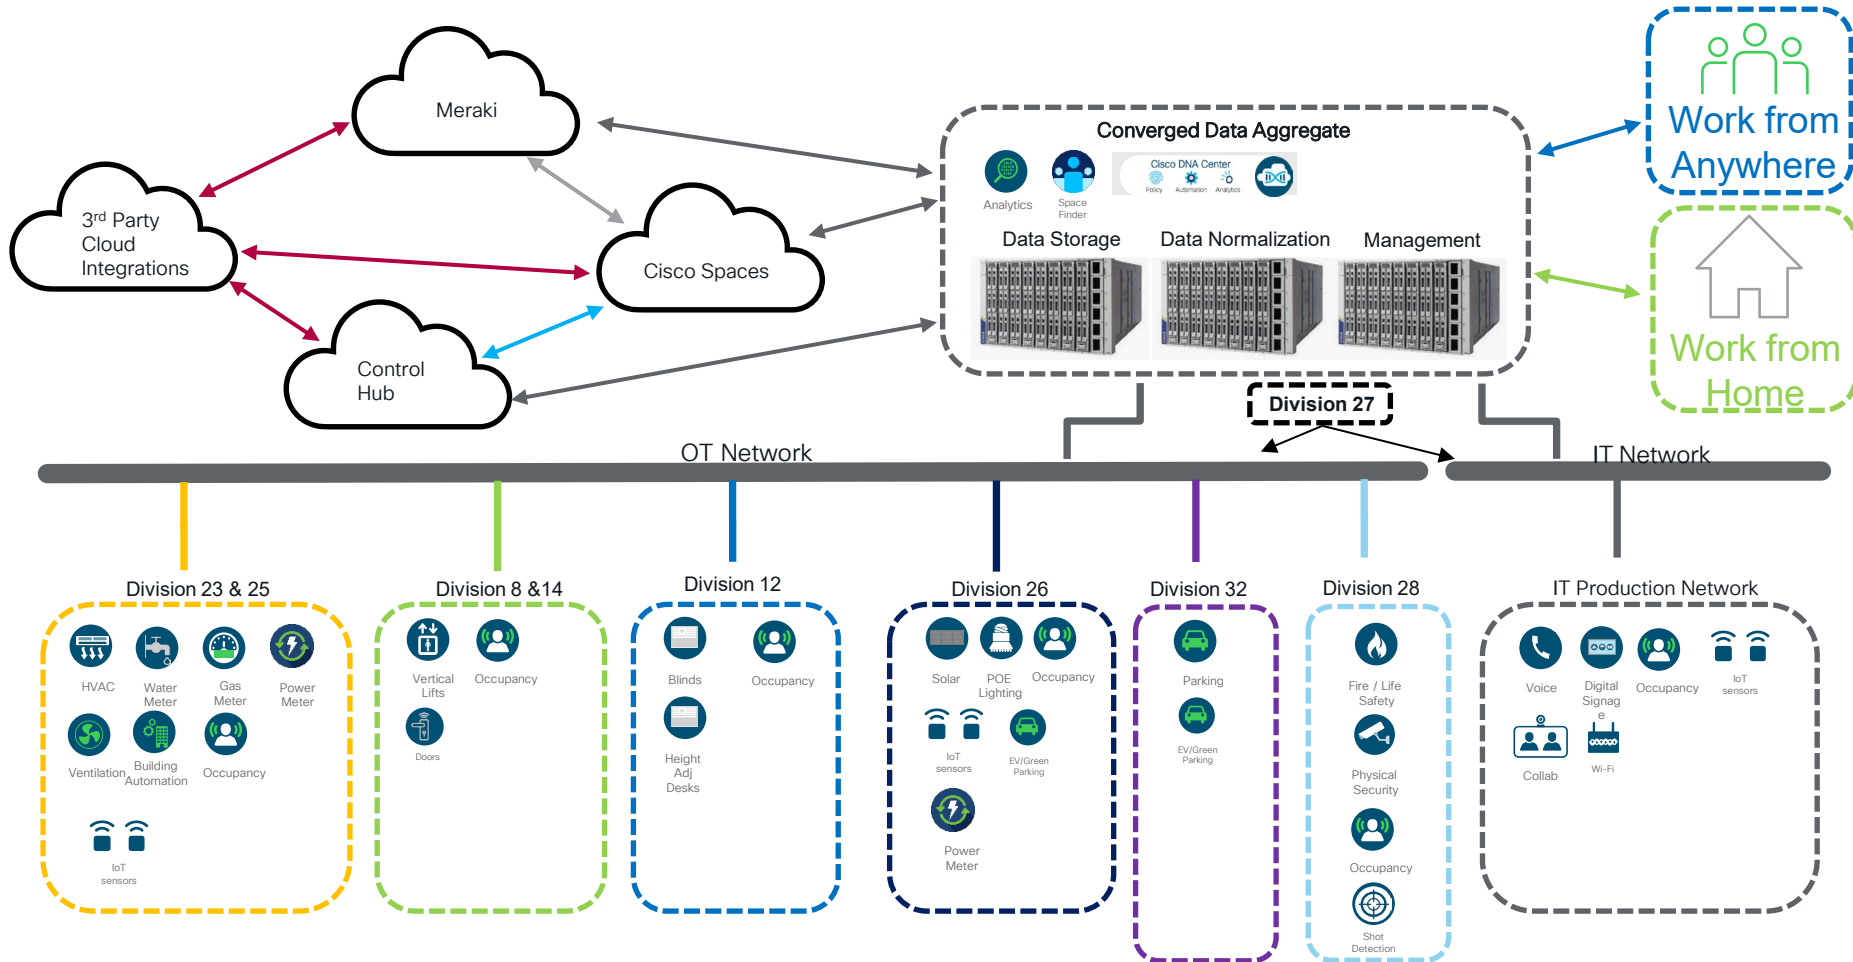 Meraki
3rd Party
Cloud
Integrations
Cisco Spaces
Control
Hub
Converged Data Aggregate
Analytics
Space
Finder
Cisco DNA Center
Policy
Automation
Analytics
Data Storage
Data Normalization
Management
Work from
Anywhere
Work from
Home
Division 27
OT Network
IT Network
Division 23 & 25
HVAC
Water
Meter
Gas
Meter
Power
Meter
Ventilation
Building
Automation
Occupancy
IoT
sensors
Division 8 &14
Vertical
Lifts
Occupancy
Doors
Division 12
Blinds
Occupancy
Height
Adj
Desks
Division 26
Solar
POE
Lighting
Occupancy
IoT
sensors
EV/Green
Parking
Power
Meter
Division 32
Parking
EV/Green
Parking
Division 28
Fire / Life
Safety
Physical
Security
Occupancy
Shot
Detection
IT Production Network
Voice
Digital
Signag
e
Occupancy
IoT
sensors
Collab
Wi-Fi